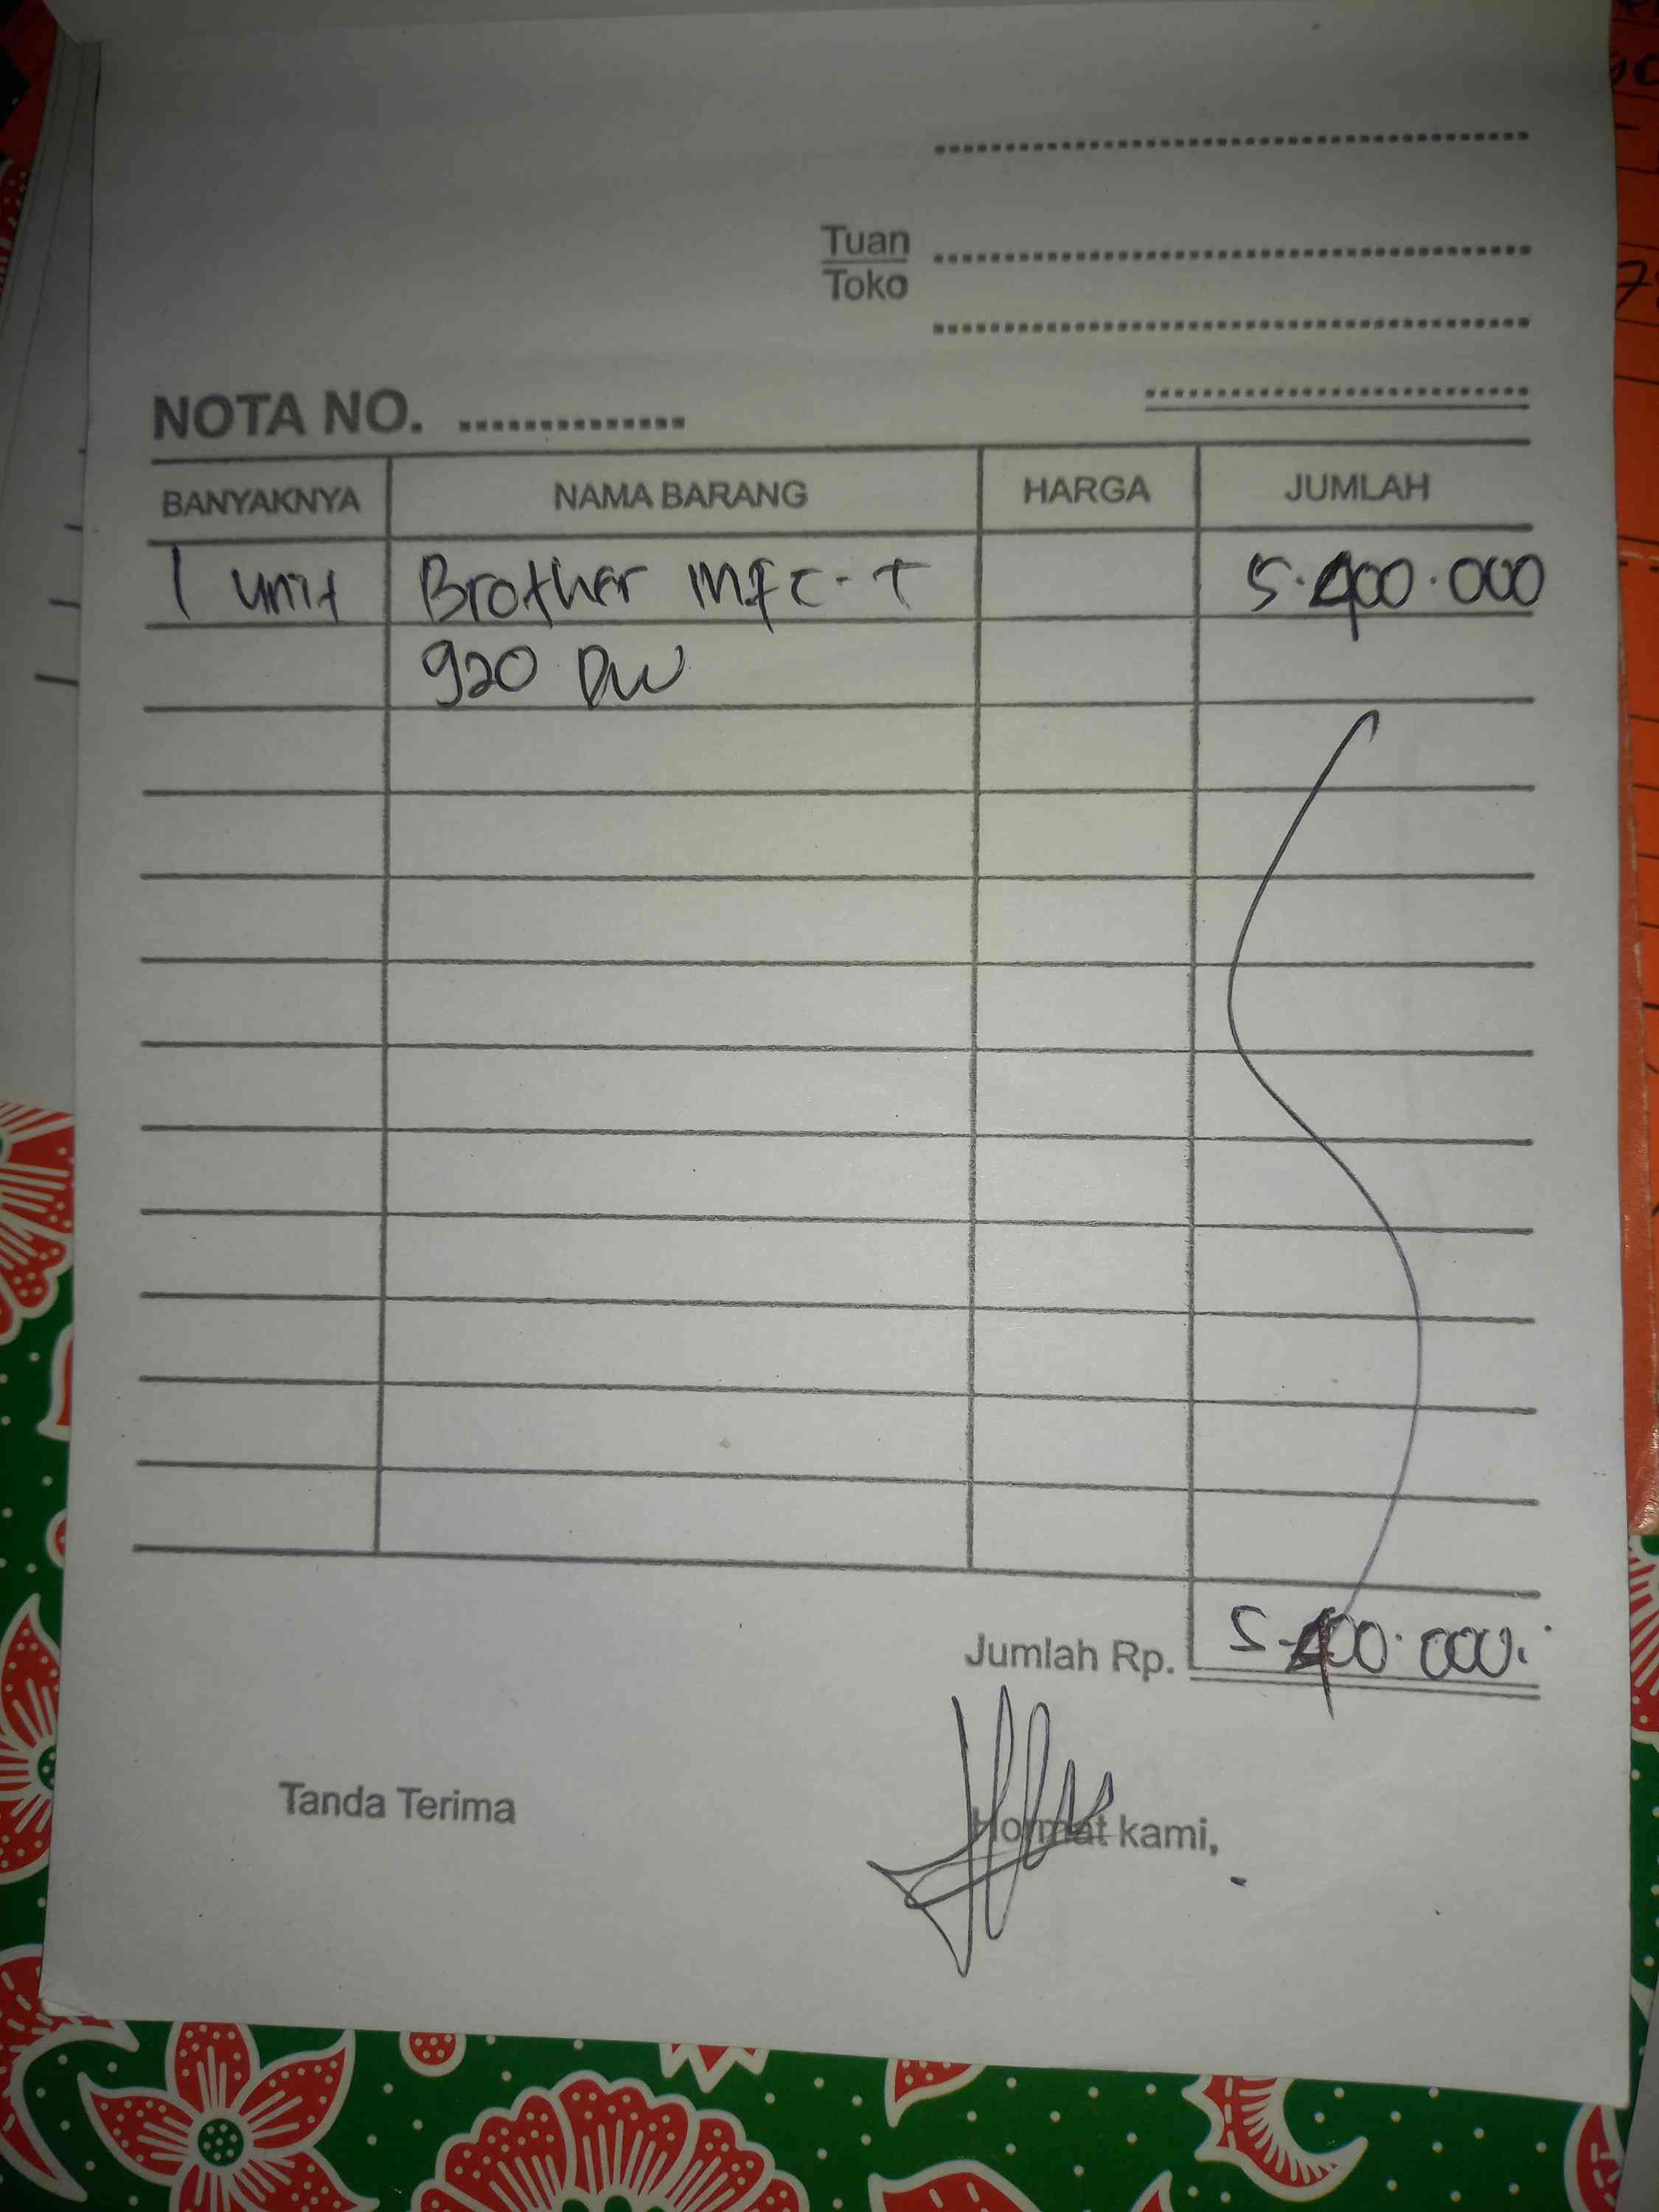 Tuan
Toko
NOTA NO.
BANYAKNYA NAMA BARANG HARGA JUMLAH
1 unit Brother MFC-T 5.400.000
920 DW
Jumlah Rp. 5.400.000.
Tanda Terima Hormat kami,